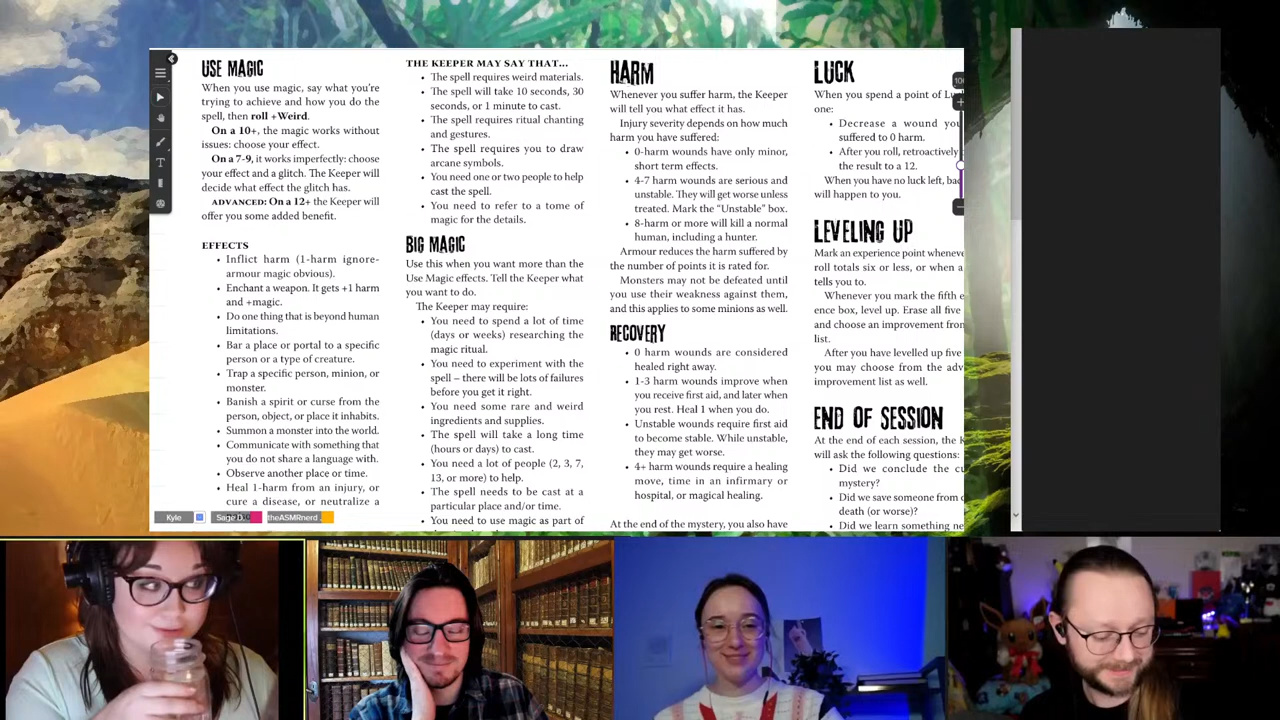 USE MAGIC
When you use magic, say what you're
trying to achieve and how you do the
spell, then roll +Weird.
On a 10+, the magic works without
issues: choose your effect.
On a 7-9, it works imperfectly: choose
your effect and a glitch. The Keeper will
decide what effect the glitch has.
ADVANCED: On a 12+ the Keeper will
offer you some added benefit.
EFFECTS
• Inflict harm (1-harm ignore-
armour magic obvious).
• Enchant a weapon. It gets +1 harm
and +magic.
• Do one thing that is beyond human
limitations.
• Bar a place or portal to a specific
person or a type of creature.
• Trap a specific person, minion, or
monster.
• Banish a spirit or curse from the
person, object, or place it inhabits.
• Summon a monster into the world.
• Communicate with something that
you do not share a language with.
• Observe another place or time.
• Heal 1-harm from an injury, or
cure a disease, or neutralize a
THE KEEPER MAY SAY THAT…
• The spell requires weird materials.
• The spell will take 10 seconds, 30
seconds, or 1 minute to cast.
• The spell requires ritual chanting
and gestures.
• The spell requires you to draw
arcane symbols.
• You need one or two people to help
cast the spell.
• You need to refer to a tome of
magic for the details.
BIG MAGIC
Use this when you want more than the
Use Magic effects. Tell the Keeper what
you want to do.
The Keeper may require:
• You need to spend a lot of time
(days or weeks) researching the
magic ritual.
• You need to experiment with the
spell – there will be lots of failures
before you get it right.
• You need some rare and weird
ingredients and supplies.
• The spell will take a long time
(hours or days) to cast.
• You need a lot of people (2, 3, 7,
13, or more) to help.
• The spell needs to be cast at a
particular place and/or time.
• You need to use magic as part of
HARM
Whenever you suffer harm, the Keeper
will tell you what effect it has.
Injury severity depends on how much
harm you have suffered:
• 0-harm wounds have only minor,
short term effects.
• 4-7 harm wounds are serious and
unstable. They will get worse unless
treated. Mark the "Unstable" box.
• 8-harm or more will kill a normal
human, including a hunter.
Armour reduces the harm suffered by
the number of points it is rated for.
Monsters may not be defeated until
you use their weakness against them,
and this applies to some minions as well.
RECOVERY
• 0 harm wounds are considered
healed right away.
• 1-3 harm wounds improve when
you receive first aid, and later when
you rest. Heal 1 when you do.
• Unstable wounds require first aid
to become stable. While unstable,
they may get worse.
• 4+ harm wounds require a healing
move, time in an infirmary or
hospital, or magical healing.
At the end of the mystery, you also have
LUCK
When you spend a point of Lu
one:
• Decrease a wound you
suffered to 0 harm.
• After you roll, retroactively
the result to a 12.
When you have no luck left, bad
will happen to you.
LEVELING UP
Mark an experience point wheneve
roll totals six or less, or when a
tells you to.
Whenever you mark the fifth e
ence box, level up. Erase all five
and choose an improvement from
list.
After you have levelled up five
you may choose from the adv
improvement list as well.
END OF SESSION
At the end of each session, the K
will ask the following questions:
• Did we conclude the cu
mystery?
• Did we save someone from c
death (or worse)?
• Did we learn something ne
Kyle
Sage D.
theASMRnerd